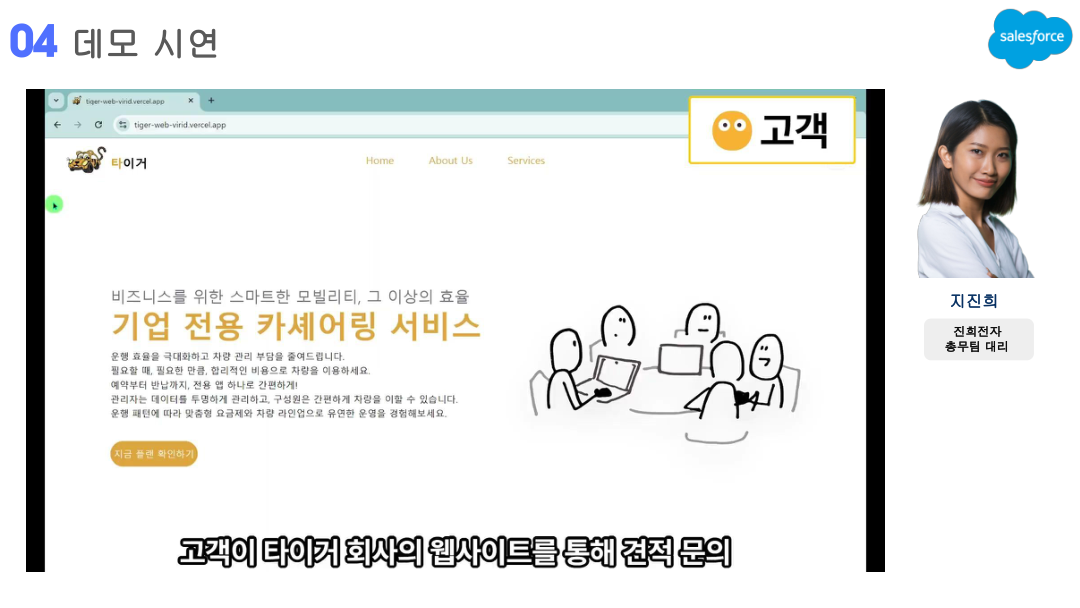 04 데모 시연
salesforce
tiger-web-virid.vercel.app
tiger-web-virid.vercel.app
고객
타이거
Home About Us Services
비즈니스를 위한 스마트한 모빌리티, 그 이상의 효율
기업 전용 카셰어링 서비스
운행 효율을 극대화하고 차량 관리 부담을 줄여드립니다.
필요할 때, 필요한 만큼, 합리적인 비용으로 차량을 이용하세요.
예약부터 반납까지, 전용 앱 하나로 간편하게!
관리자는 데이터를 투명하게 관리하고, 구성원은 간편하게 차량을 이할 수 있습니다.
운행 패턴에 따라 맞춤형 요금제와 차량 라인업으로 유연한 운영을 경험해보세요.
지금 플랜 확인하기
고객이 타이거 회사의 웹사이트를 통해 견적 문의
지진희
진희전자
총무팀 대리